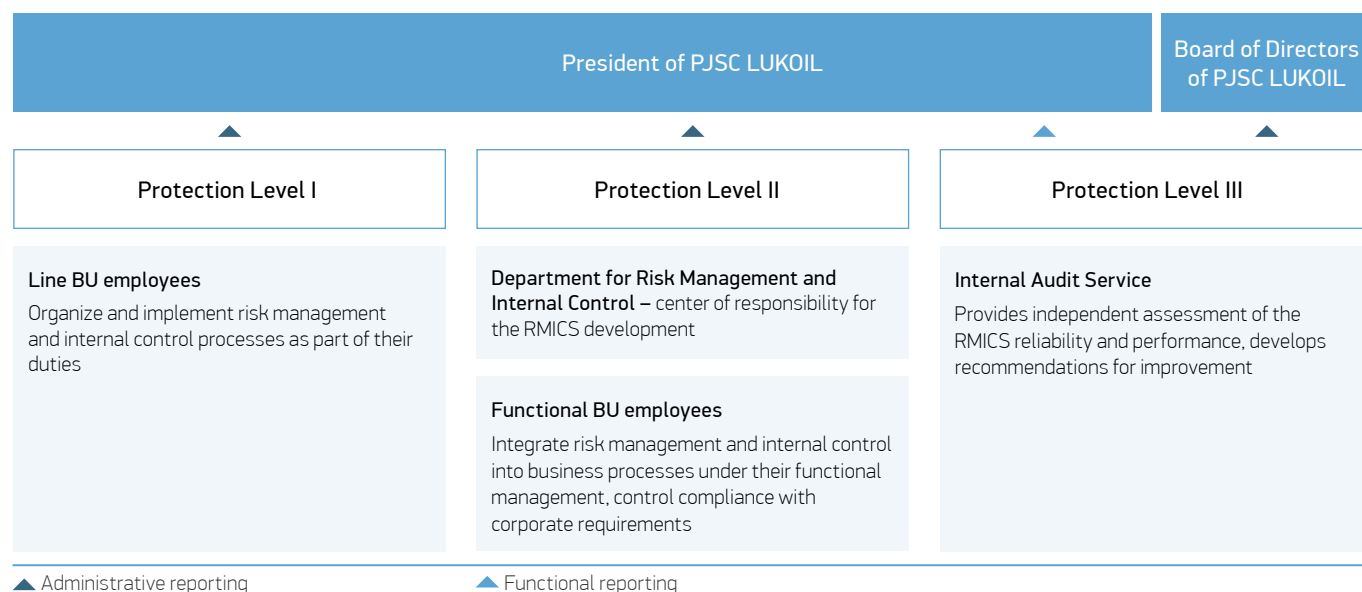 President of PJSC LUKOIL
Board of Directors
of PJSC LUKOIL
Protection Level I
Protection Level II
Protection Level III
Line BU employees
Organize and implement risk management
and internal control processes as part of their
duties
Department for Risk Management and
Internal Control – center of responsibility for
the RMICS development
Functional BU employees
Integrate risk management and internal control
into business processes under their functional
management, control compliance with
corporate requirements
Internal Audit Service
Provides independent assessment of the
RMICS reliability and performance, develops
recommendations for improvement
Administrative reporting
Functional reporting